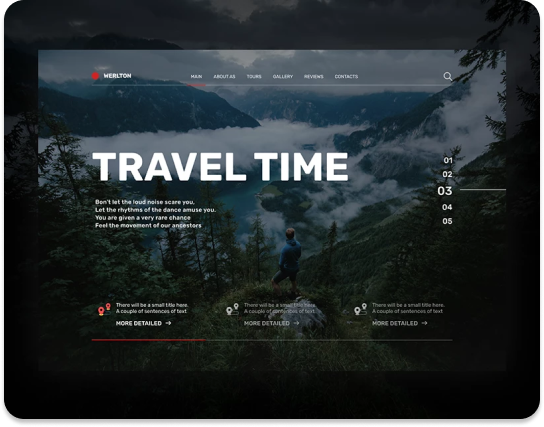 WERLTON
MAIN ABOUT AS TOURS GALLERY REVIEWS CONTACTS
TRAVEL TIME
Don't let the loud noise scare you,
Let the rhythms of the dance amuse you.
You are given a very rare chance
Feel the movement of our ancestors
01
02
03
04
05
There will be a small title here.
A couple of sentences of text
MORE DETAILED
There will be a small title here.
A couple of sentences of text.
MORE DETAILED
There will be a small title here.
A couple of sentences of text.
MORE DETAILED